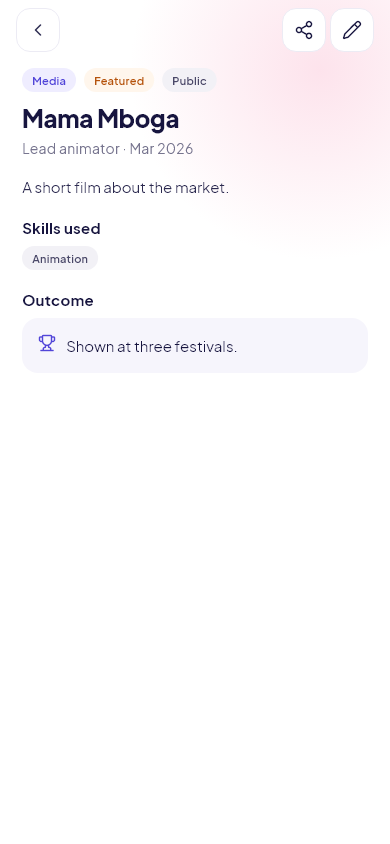 Media Featured Public
Mama Mboga
Lead animator · Mar 2026
A short film about the market.
Skills used
Animation
Outcome
Shown at three festivals.